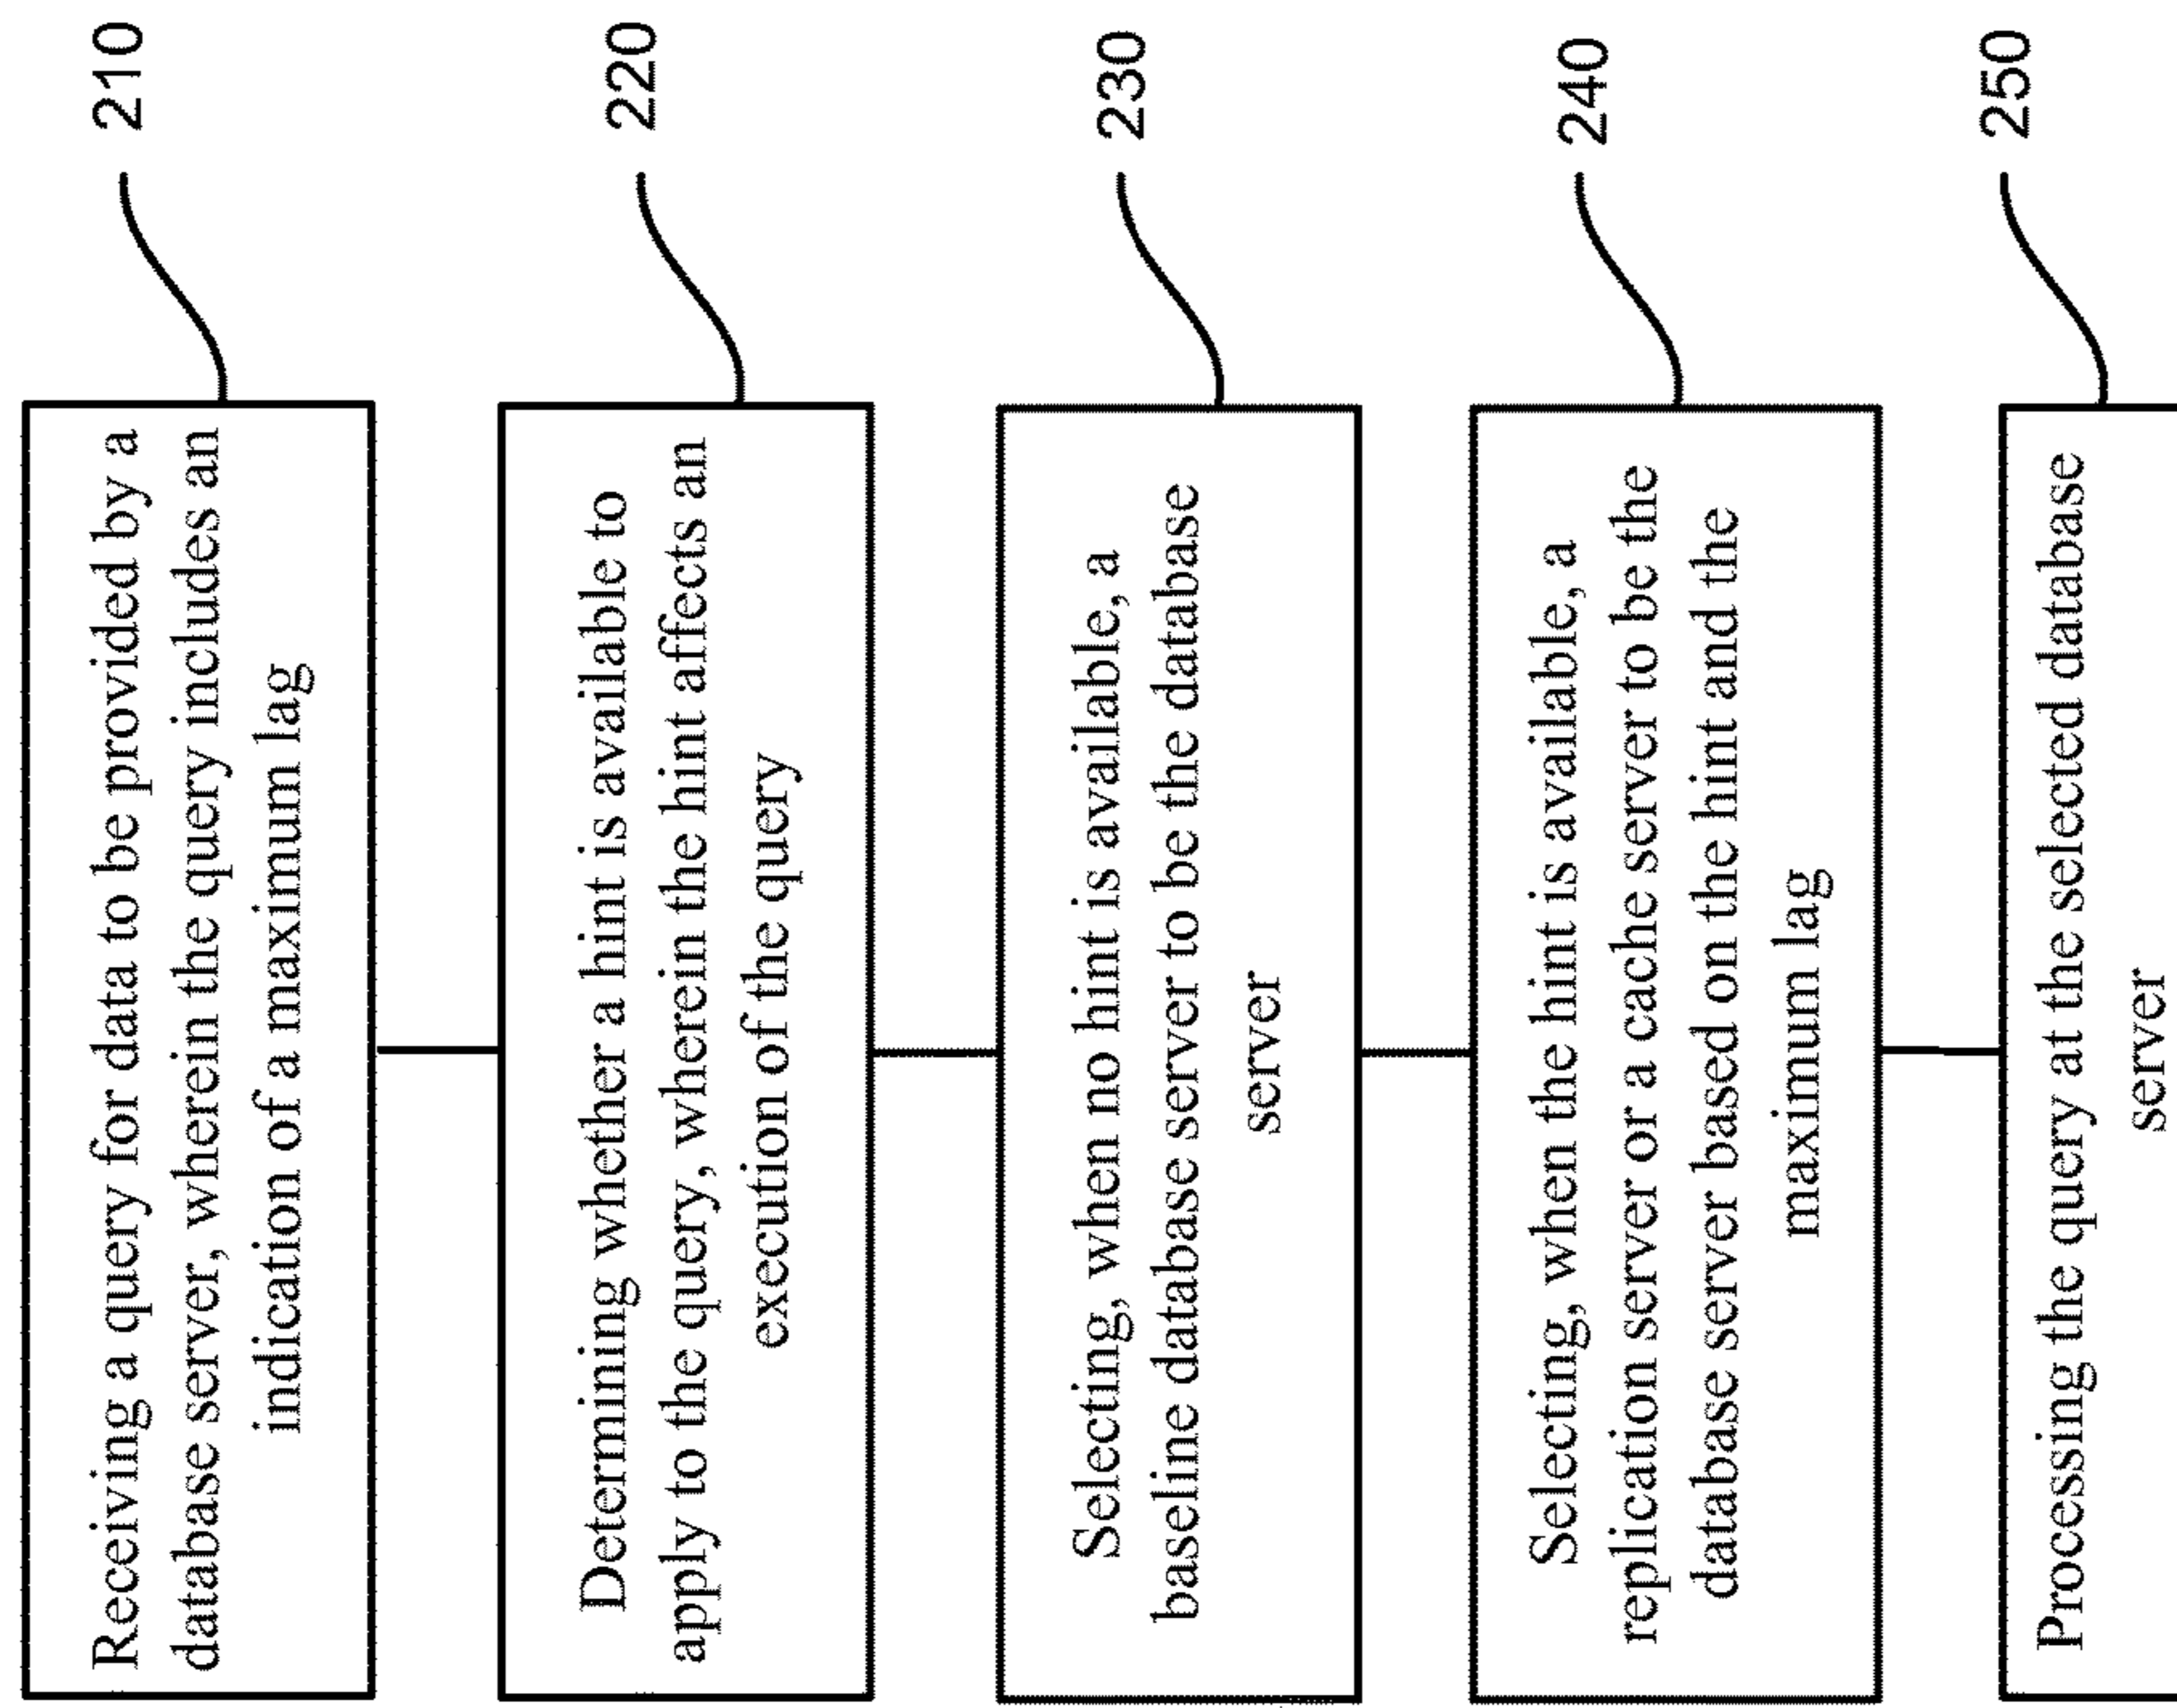 Receiving a query for data to be provided by a
database server, wherein the query includes an
indication of a maximum lag
210
Determining whether a hint is available to
apply to the query, wherein the hint affects an
execution of the query
220
Selecting, when no hint is available, a
baseline database server to be the database
server
230
Selecting, when the hint is available, a
replication server or a cache server to be the
database server based on the hint and the
maximum lag
240
Processing the query at the selected database
server
250